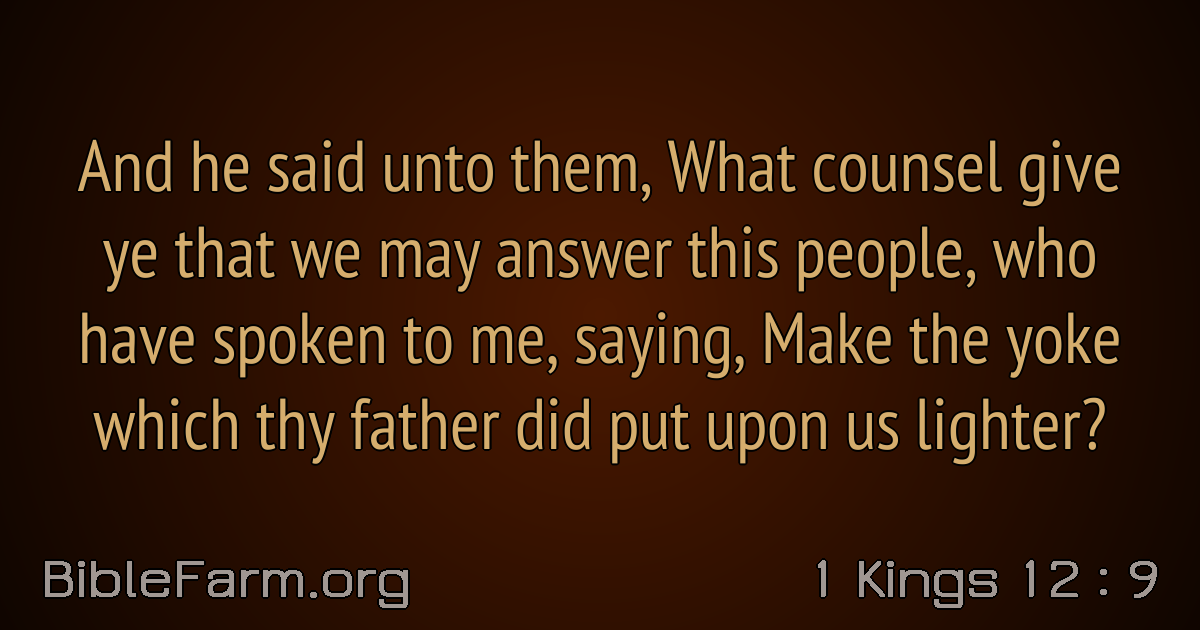 And he said unto them, What counsel give
ye that we may answer this people, who
have spoken to me, saying, Make the yoke
which thy father did put upon us lighter?
BibleFarm.org
1 Kings 12 : 9